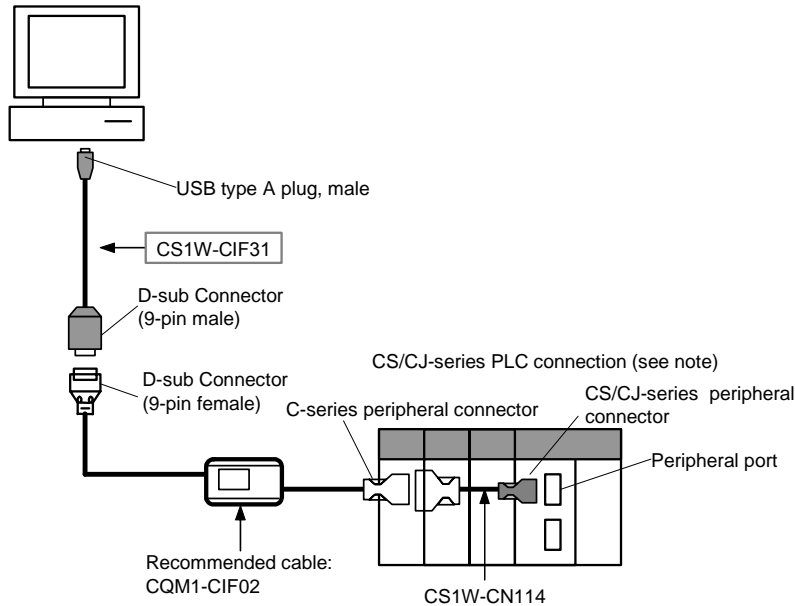 USB type A plug, male
CS1W-CIF31
D-sub Connector
(9-pin male)
D-sub Connector
(9-pin female)
CS/CJ-series PLC connection (see note)
C-series peripheral connector
CS/CJ-series peripheral
connector
Peripheral port
Recommended cable:
CQM1-CIF02
CS1W-CN114